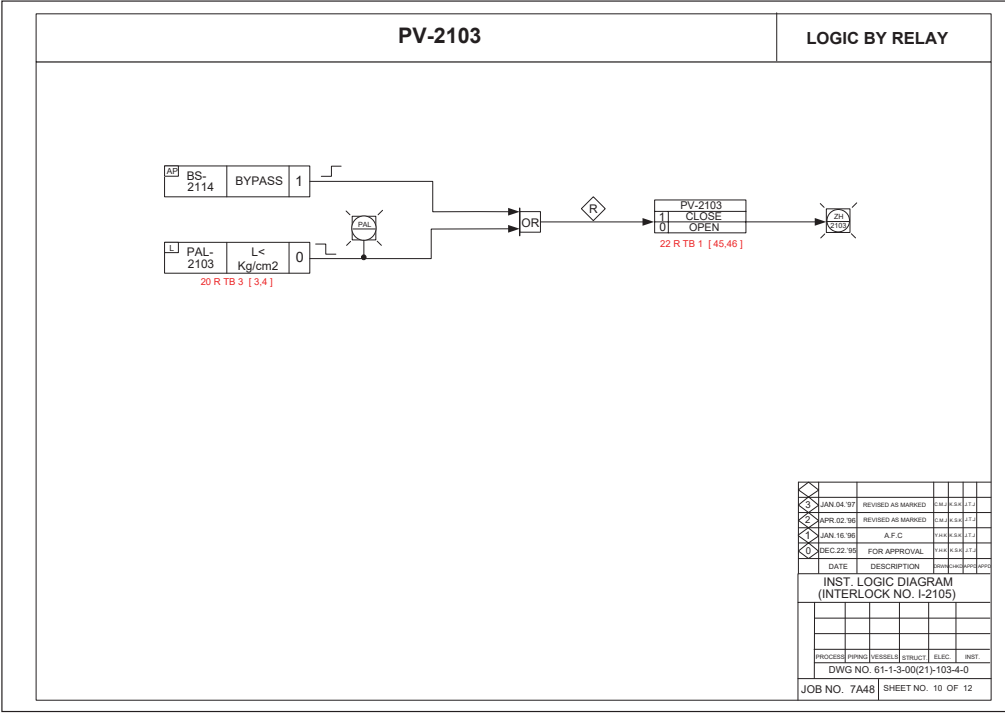 PV-2103
LOGIC BY RELAY
AP
BS-
2114
BYPASS
1
L
PAL-
2103
L<
Kg/cm2
0
20 R TB 3 [ 3,4 ]
PAL
OR
R
PV-2103
1 CLOSE
0 OPEN
22 R TB 1 [ 45,46 ]
ZH
2103
3 JAN.04.'97 REVISED AS MARKED C.M.J K.S.K J.T.J
2 APR.02.'96 REVISED AS MARKED C.M.J K.S.K J.T.J
1 JAN.16.'96 A.F.C Y.H.K K.S.K J.T.J
0 DEC.22.'95 FOR APPROVAL Y.H.K K.S.K J.T.J
DATE DESCRIPTION DRWN CHKD APPD APPD
INST. LOGIC DIAGRAM
(INTERLOCK NO. I-2105)
PROCESS PIPING VESSELS STRUCT. ELEC. INST.
DWG NO. 61-1-3-00(21)-103-4-0
JOB NO. 7A48 SHEET NO. 10 OF 12